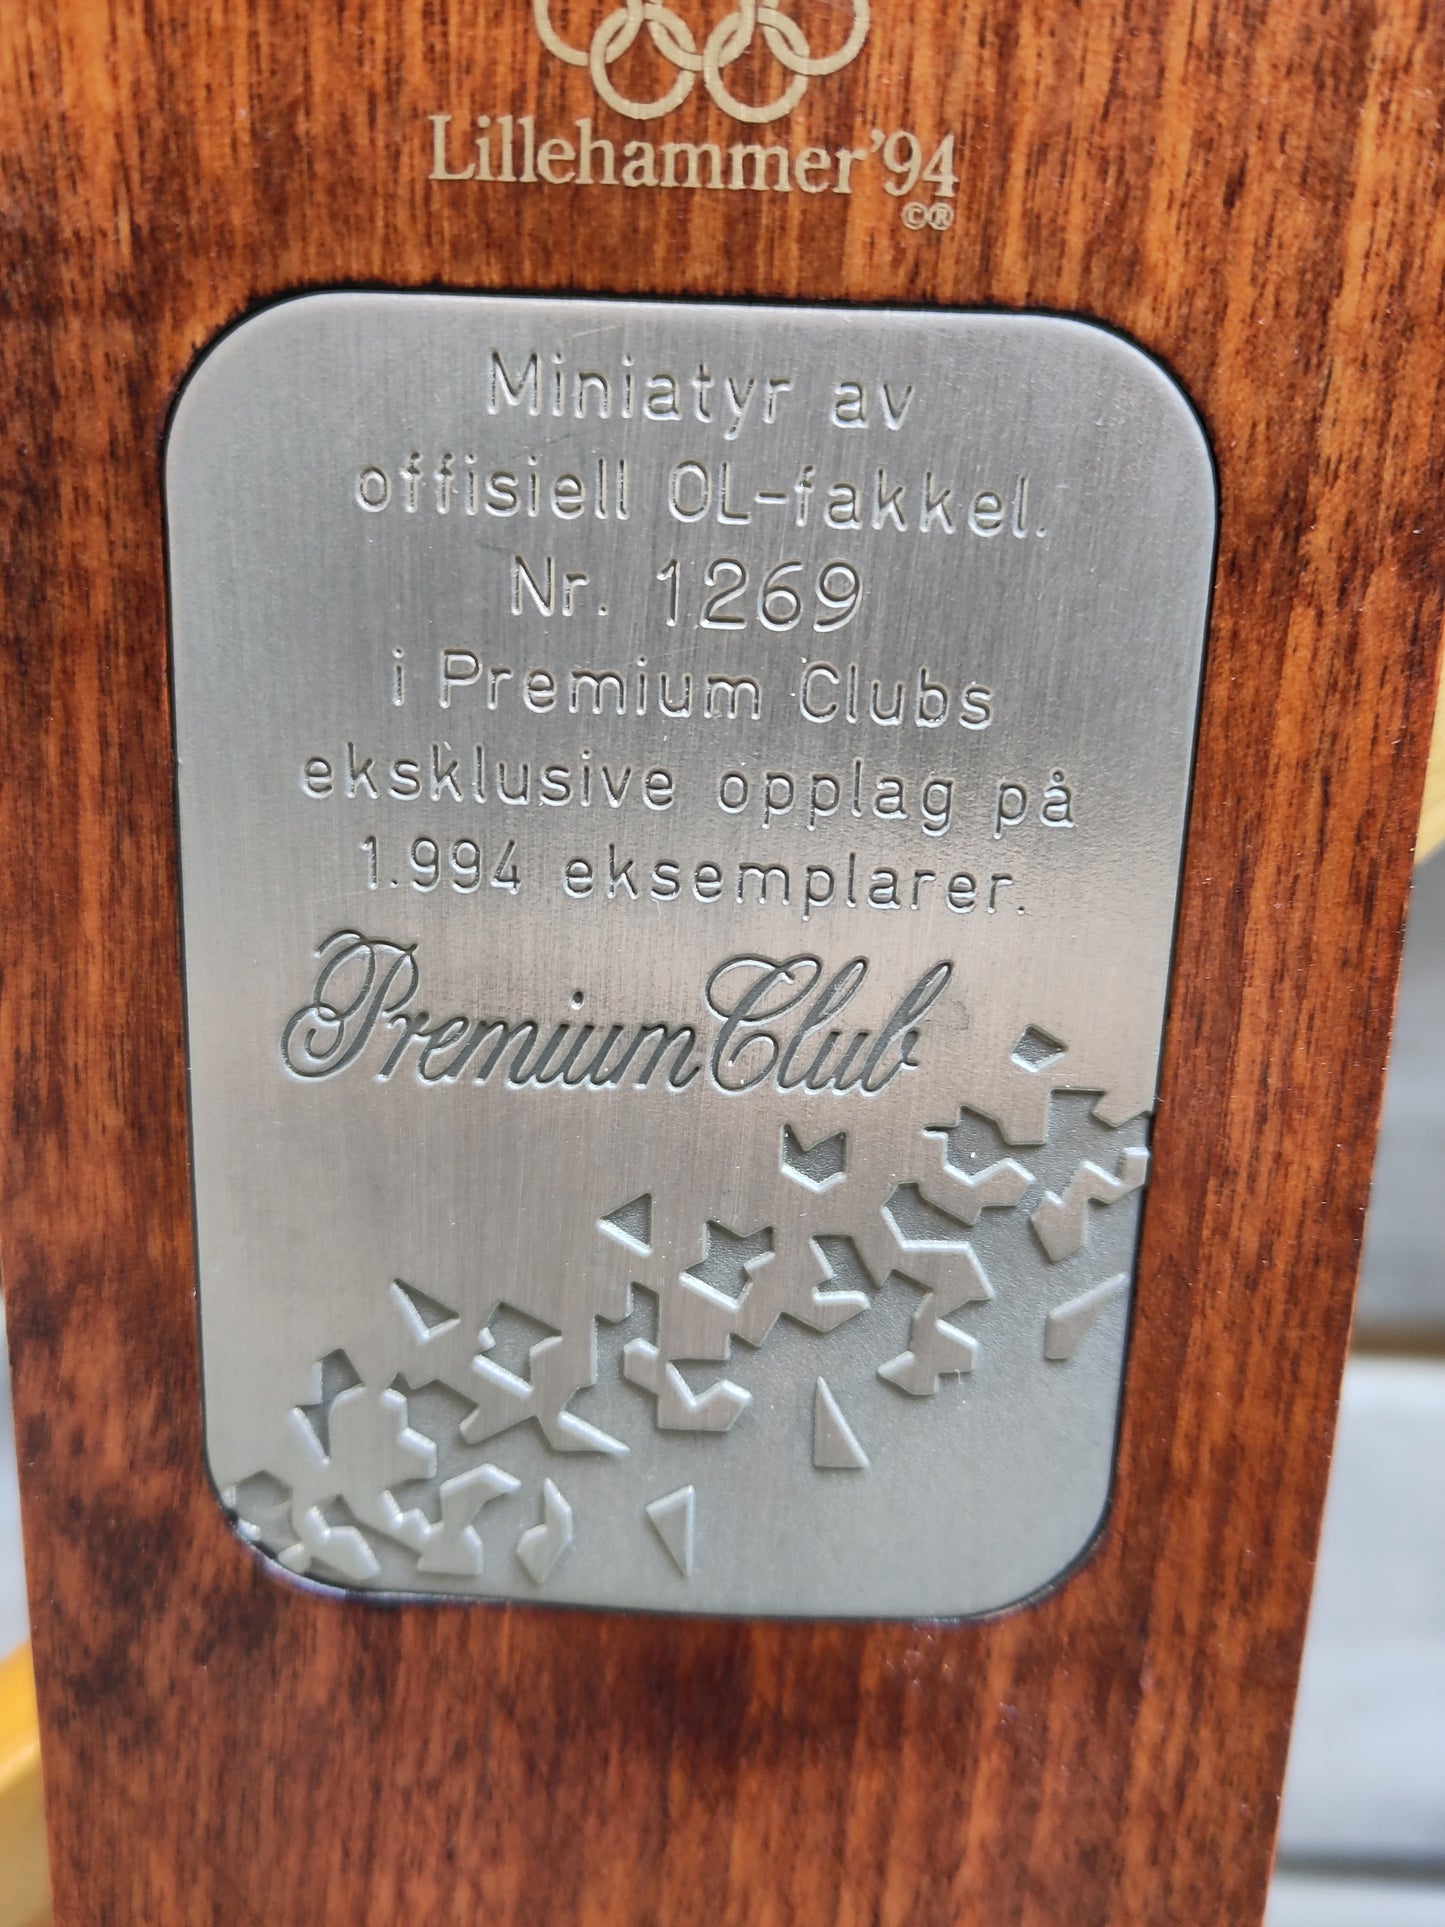 Lillehammer'94
©®
Miniatyr av
offisiell OL-fakkel.
Nr. 1269
i Premium Clubs
eksklusive opplag på
1.994 eksemplarer.
Premium Club